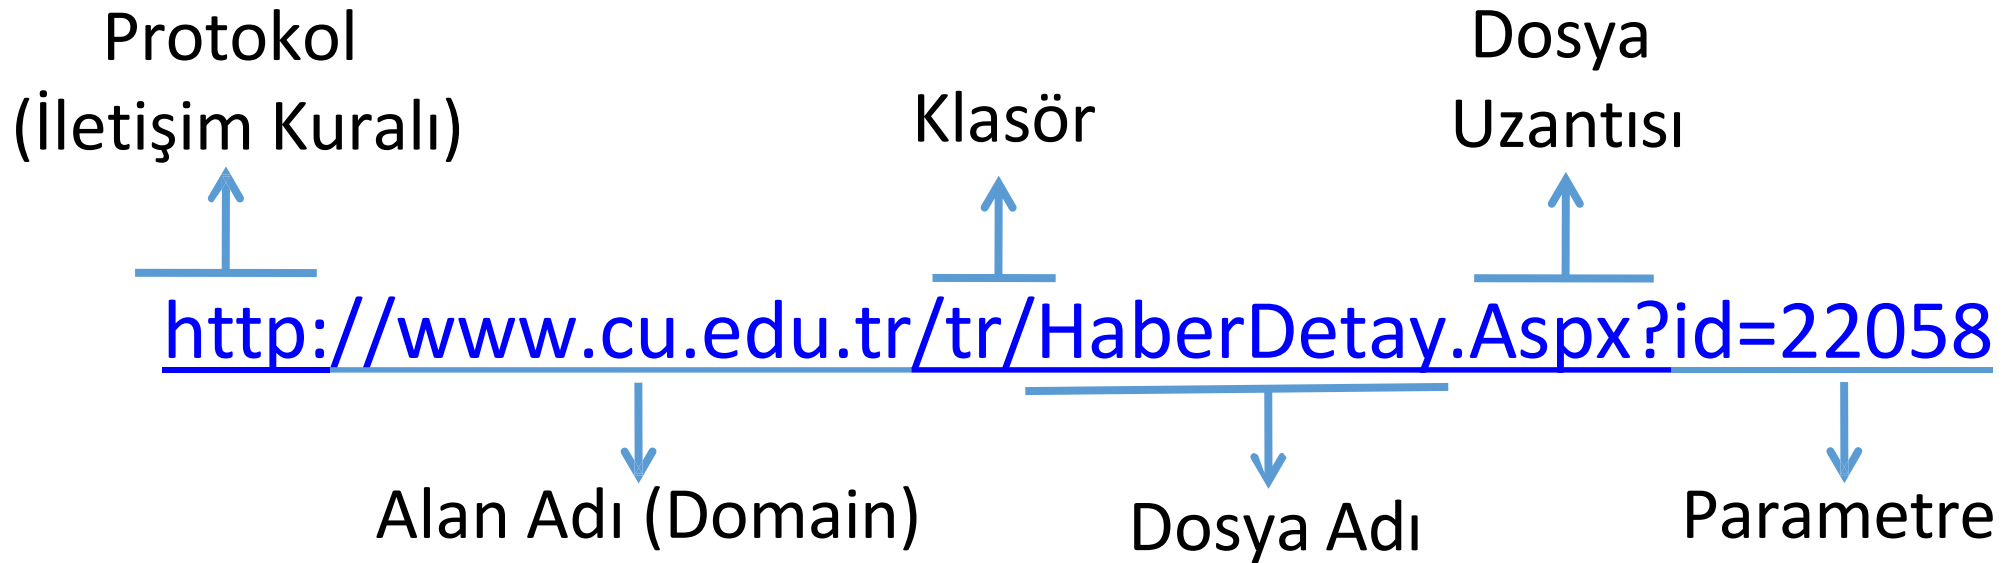 Protokol
(İletişim Kuralı)
Klasör
Dosya
Uzantısı
http://www.cu.edu.tr/tr/HaberDetay.Aspx?id=22058
Alan Adı (Domain)
Dosya Adı
Parametre